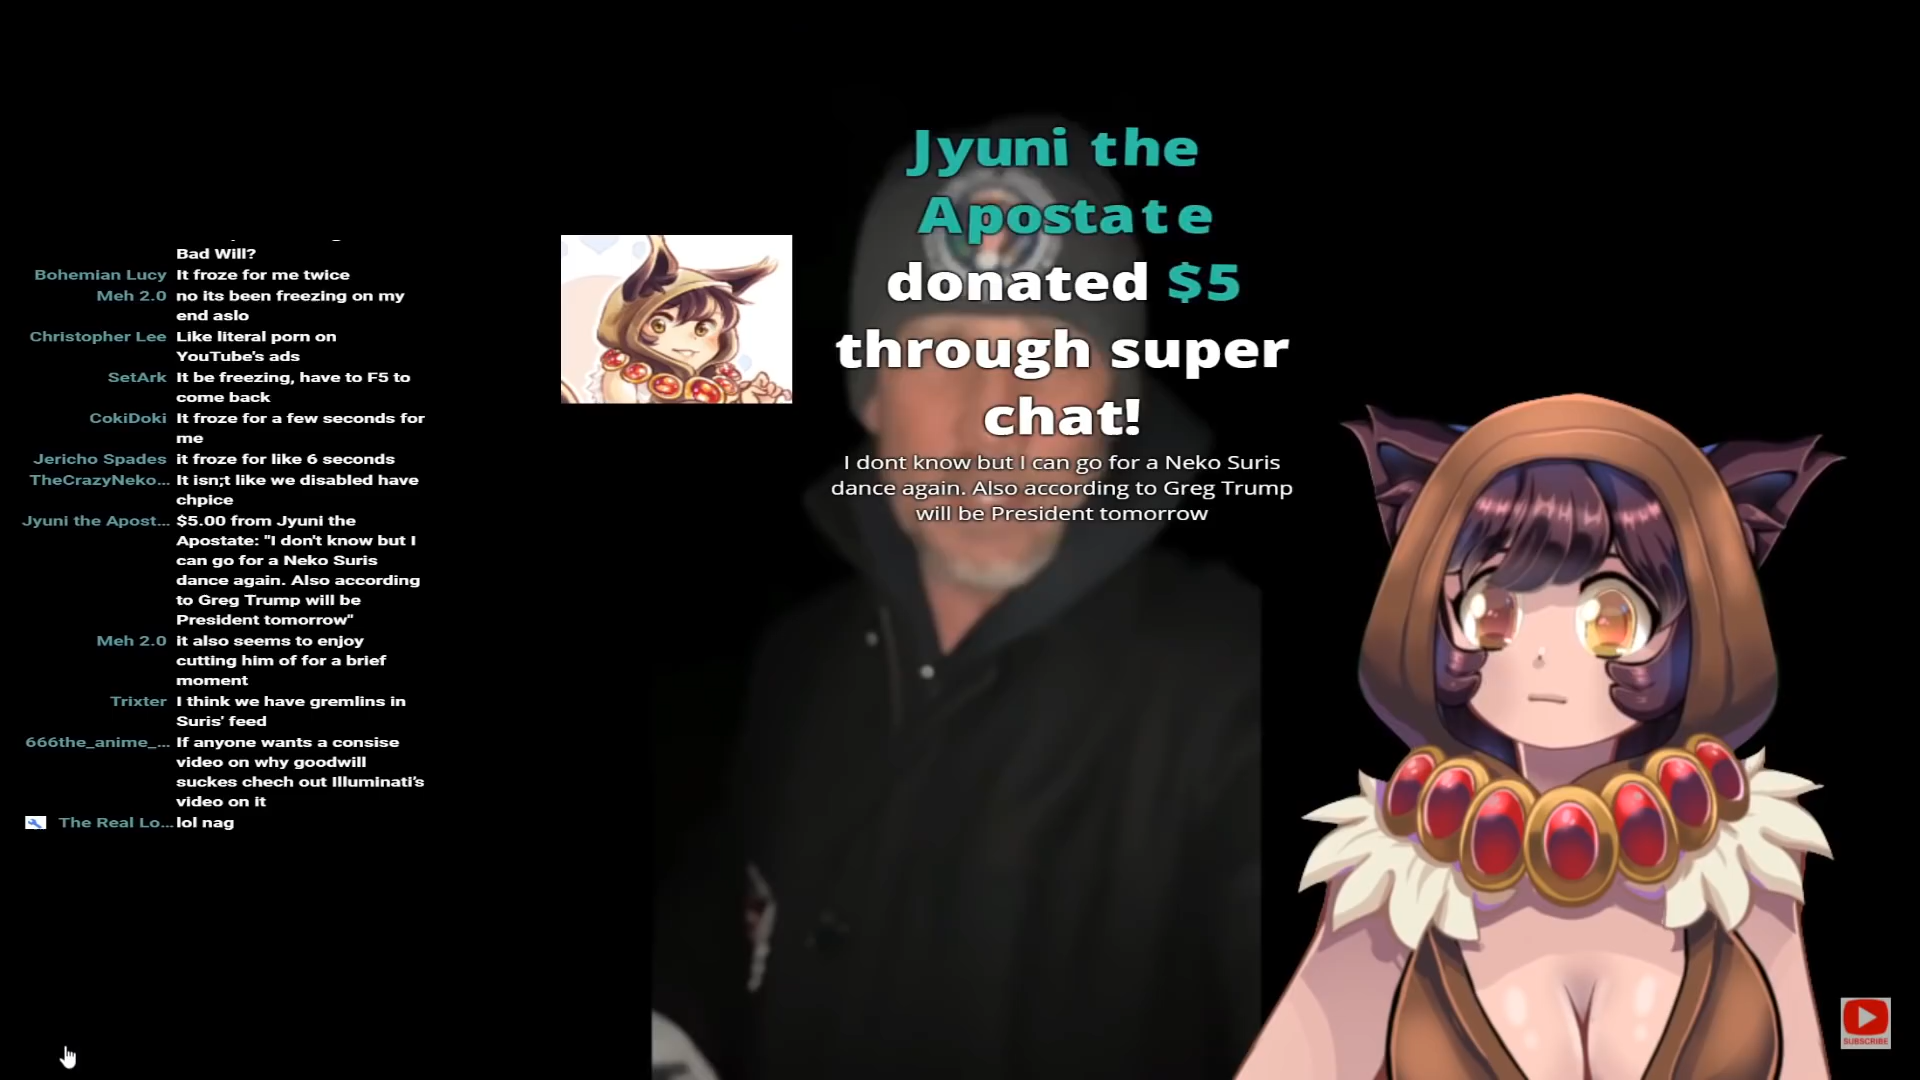 Bad Will?
Bohemian Lucy It froze for me twice
Meh 2.0 no its been freezing on my
end aslo
Christopher Lee Like literal porn on
YouTube's ads
SetArk It be freezing, have to F5 to
come back
CokiDoki It froze for a few seconds for
me
Jericho Spades it froze for like 6 seconds
TheCrazyNeko... It isn;t like we disabled have
chpice
Jyuni the Apost... $5.00 from Jyuni the
Apostate: "I don't know but I
can go for a Neko Suris
dance again. Also according
to Greg Trump will be
President tomorrow"
Meh 2.0 it also seems to enjoy
cutting him of for a brief
moment
Trixter I think we have gremlins in
Suris' feed
666the_anime_... If anyone wants a consise
video on why goodwill
suckes chech out Illuminati's
video on it
The Real Lo... lol nag
Jyuni the
Apostate
donated $5
through super
chat!
I dont know but I can go for a Neko Suris
dance again. Also according to Greg Trump
will be President tomorrow
SUBSCRIBE